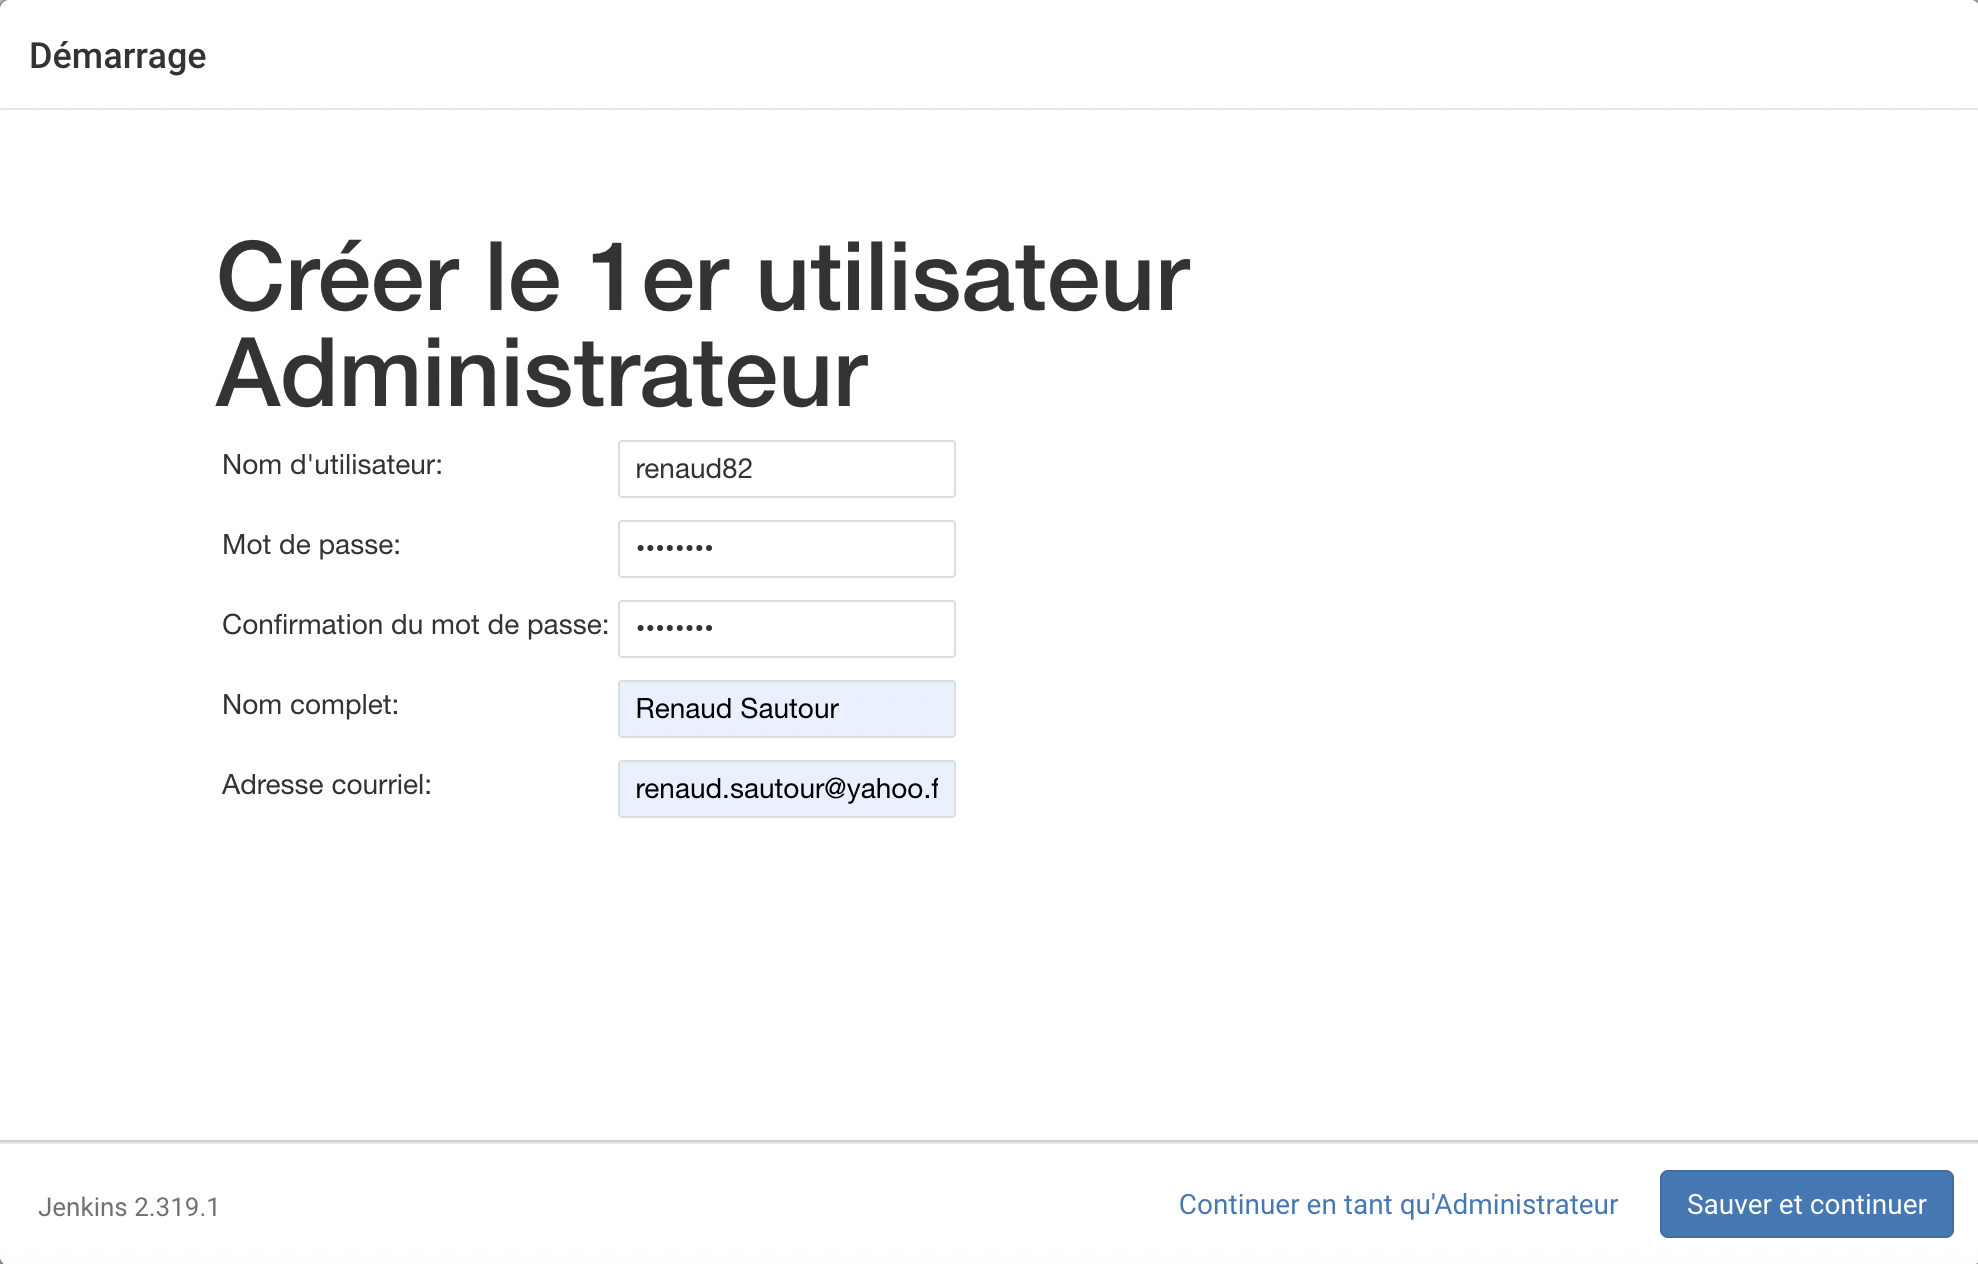 Démarrage
Créer le 1er utilisateur
Administrateur
Nom d'utilisateur: renaud82
Mot de passe: ••••••••
Confirmation du mot de passe: ••••••••
Nom complet: Renaud Sautour
Adresse courriel: renaud.sautour@yahoo.f
Jenkins 2.319.1 Continuer en tant qu'Administrateur Sauver et continuer